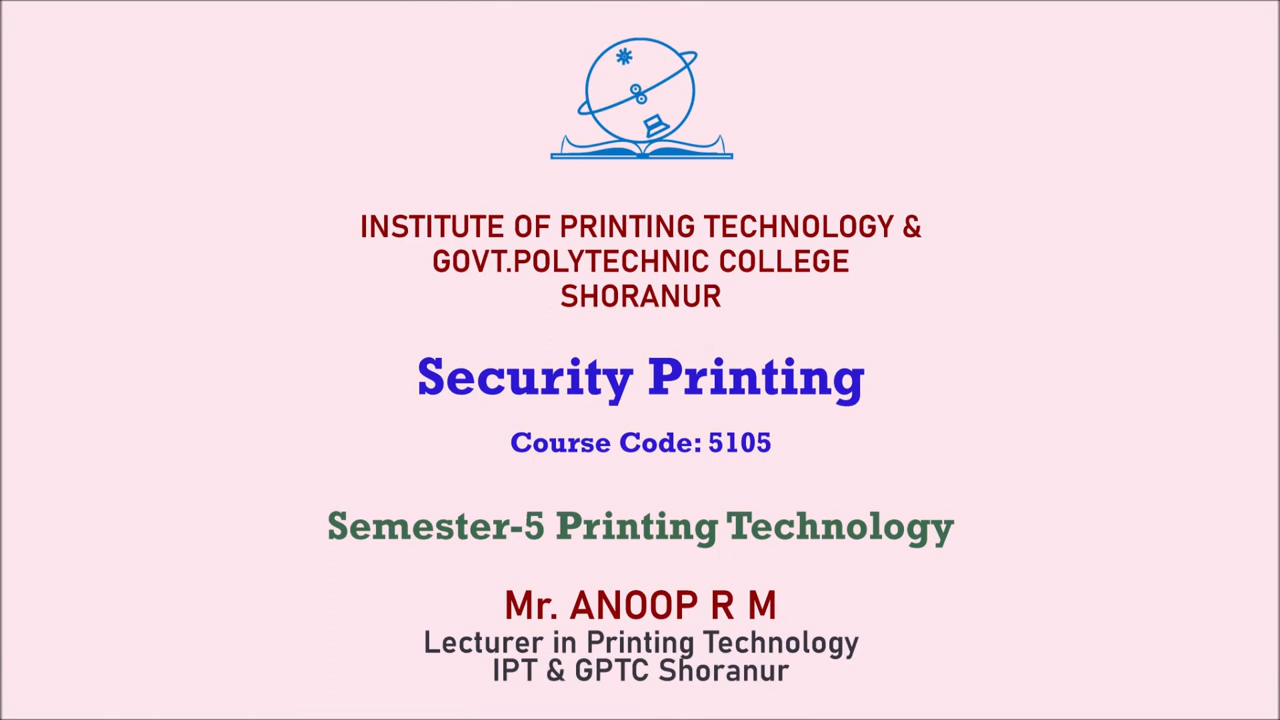 INSTITUTE OF PRINTING TECHNOLOGY &
GOVT.POLYTECHNIC COLLEGE
SHORANUR
Security Printing
Course Code: 5105
Semester-5 Printing Technology
Mr. ANOOP R M
Lecturer in Printing Technology
IPT & GPTC Shoranur